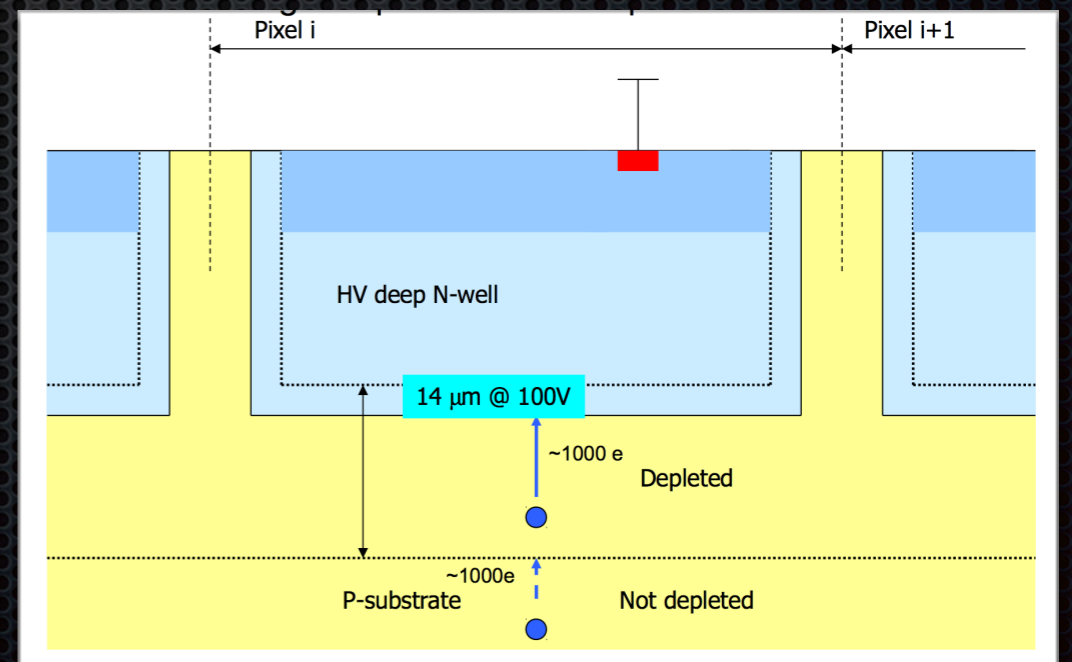 Pixel i
Pixel i+1
HV deep N-well
14 μm @ 100V
~1000 e
Depleted
~1000e
P-substrate
Not depleted